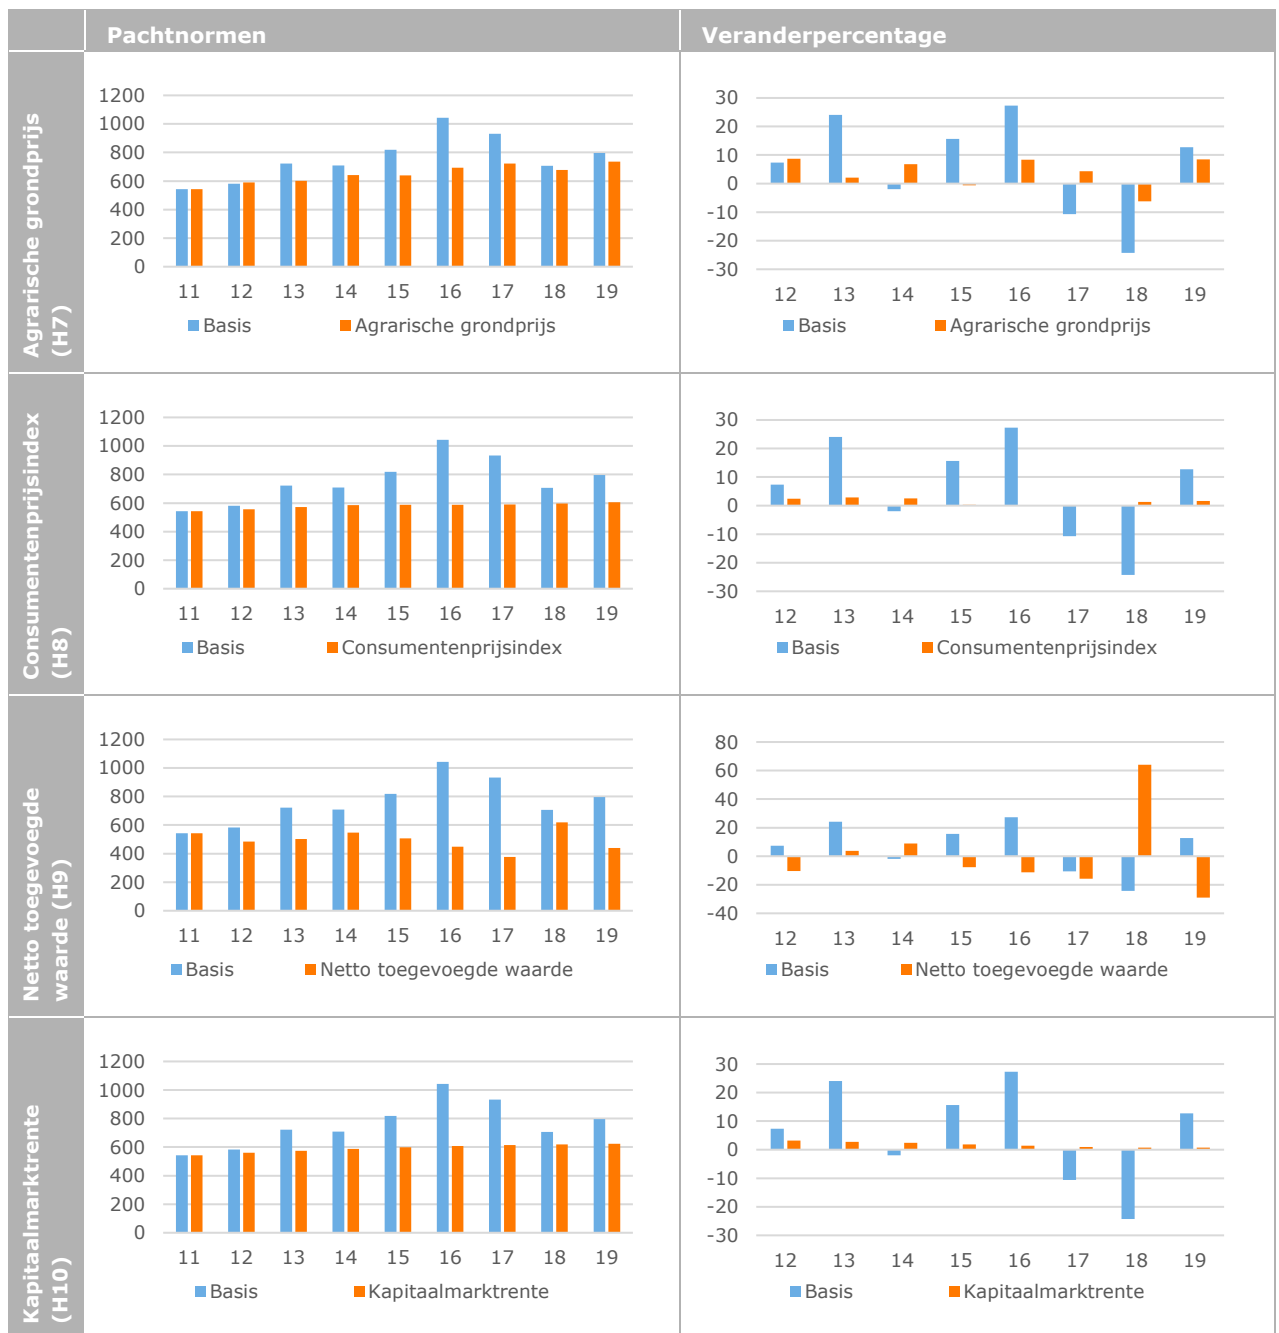 Pachtnormen Veranderpercentage
Agrarische grondprijs
(H7)
1200
1000
800
600
400
200
0
11 12 13 14 15 16 17 18 19
Basis Agrarische grondprijs
30
20
10
0
-10
-20
-30
12 13 14 15 16 17 18 19
Basis Agrarische grondprijs
Consumentenprijsindex
(H8)
1200
1000
800
600
400
200
0
11 12 13 14 15 16 17 18 19
Basis Consumentenprijsindex
30
20
10
0
-10
-20
-30
12 13 14 15 16 17 18 19
Basis Consumentenprijsindex
Netto toegevoegde
waarde (H9)
1200
1000
800
600
400
200
0
11 12 13 14 15 16 17 18 19
Basis Netto toegevoegde waarde
80
60
40
20
0
-20
-40
12 13 14 15 16 17 18 19
Basis Netto toegevoegde waarde
Kapitaalmarktrente
(H10)
1200
1000
800
600
400
200
0
11 12 13 14 15 16 17 18 19
Basis Kapitaalmarktrente
30
20
10
0
-10
-20
-30
12 13 14 15 16 17 18 19
Basis Kapitaalmarktrente